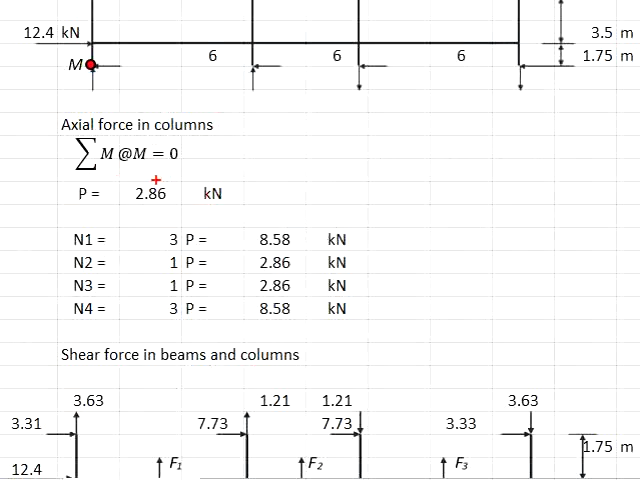 12.4 kN 3.5 m
6 6 6 1.75 m
M
Axial force in columns
∑ M @M = 0
P = 2.86 kN
N1 = 3 P = 8.58 kN
N2 = 1 P = 2.86 kN
N3 = 1 P = 2.86 kN
N4 = 3 P = 8.58 kN
Shear force in beams and columns
3.63 1.21 1.21 3.63
3.31 7.73 7.73 3.33
1.75 m
12.4 F1 F2 F3